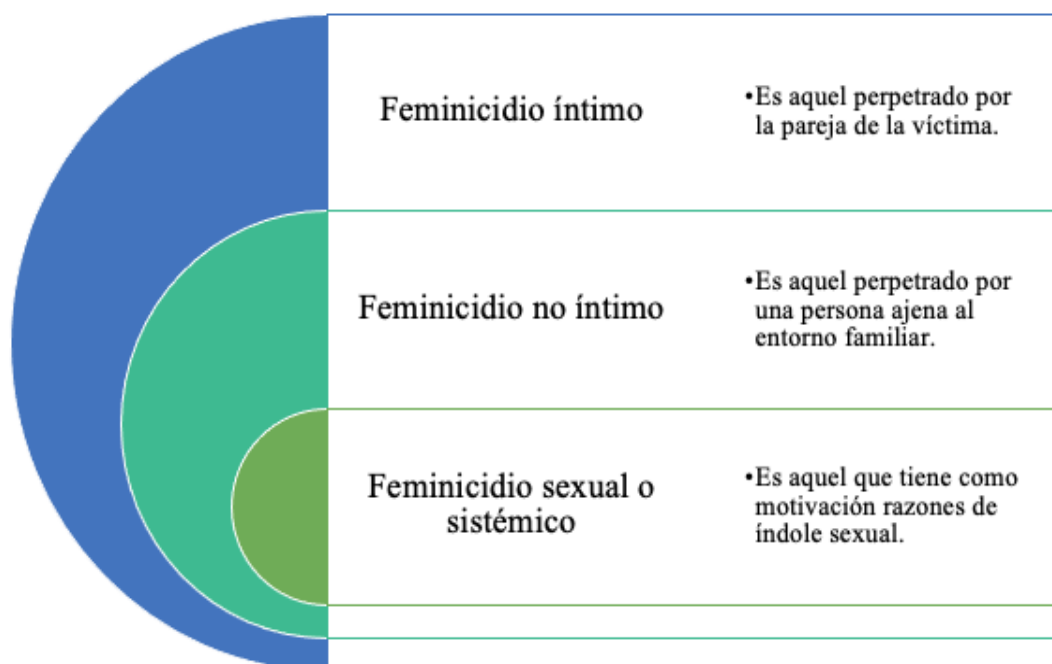 Feminicidio íntimo
•Es aquel perpetrado por
la pareja de la víctima.
Feminicidio no íntimo
•Es aquel perpetrado por
una persona ajena al
entorno familiar.
Feminicidio sexual o
sistémico
•Es aquel que tiene como
motivación razones de
índole sexual.